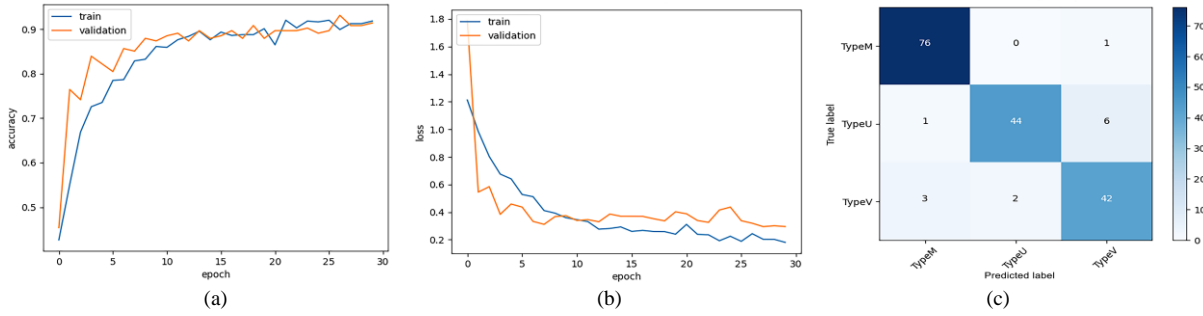 train
validation
0.9
0.8
0.7
0.6
0.5
accuracy
0 5 10 15 20 25 30
epoch
(a)
train
validation
1.8
1.6
1.4
1.2
1.0
0.8
0.6
0.4
0.2
loss
0 5 10 15 20 25 30
epoch
(b)
True label
TypeM 76 0 1
TypeU 1 44 6
TypeV 3 2 42
TypeM TypeU TypeV
Predicted label
70
60
50
40
30
20
10
0
(c)